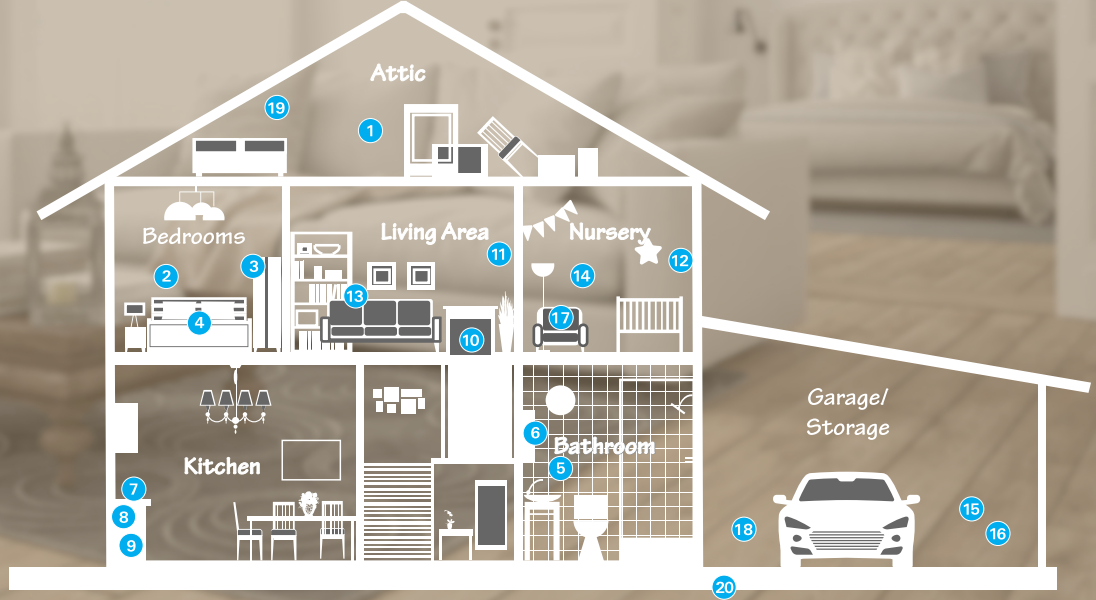 Attic
19
1
Bedrooms
Living Area
Nursery
11
12
2
3
14
13
4
17
10
Garage/
Storage
6
Bathroom
Kitchen
5
7
8
9
15
18
16
20